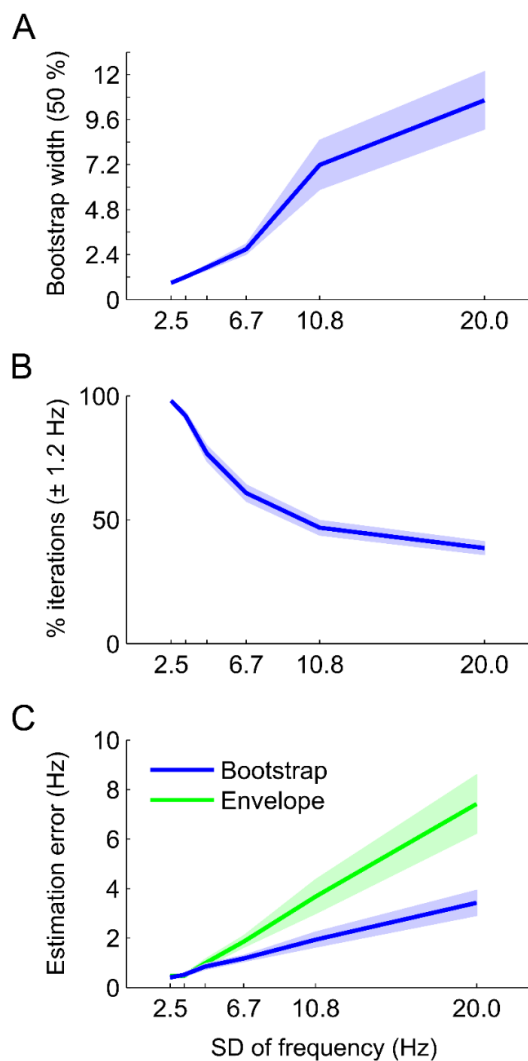 A
Bootstrap width (50 %)
12
9.6
7.2
4.8
2.4
0
2.5 6.7 10.8 20.0
B
% iterations (± 1.2 Hz)
100
50
0
2.5 6.7 10.8 20.0
C
Estimation error (Hz)
10
8
6
4
2
0
Bootstrap
Envelope
2.5 6.7 10.8 20.0
SD of frequency (Hz)